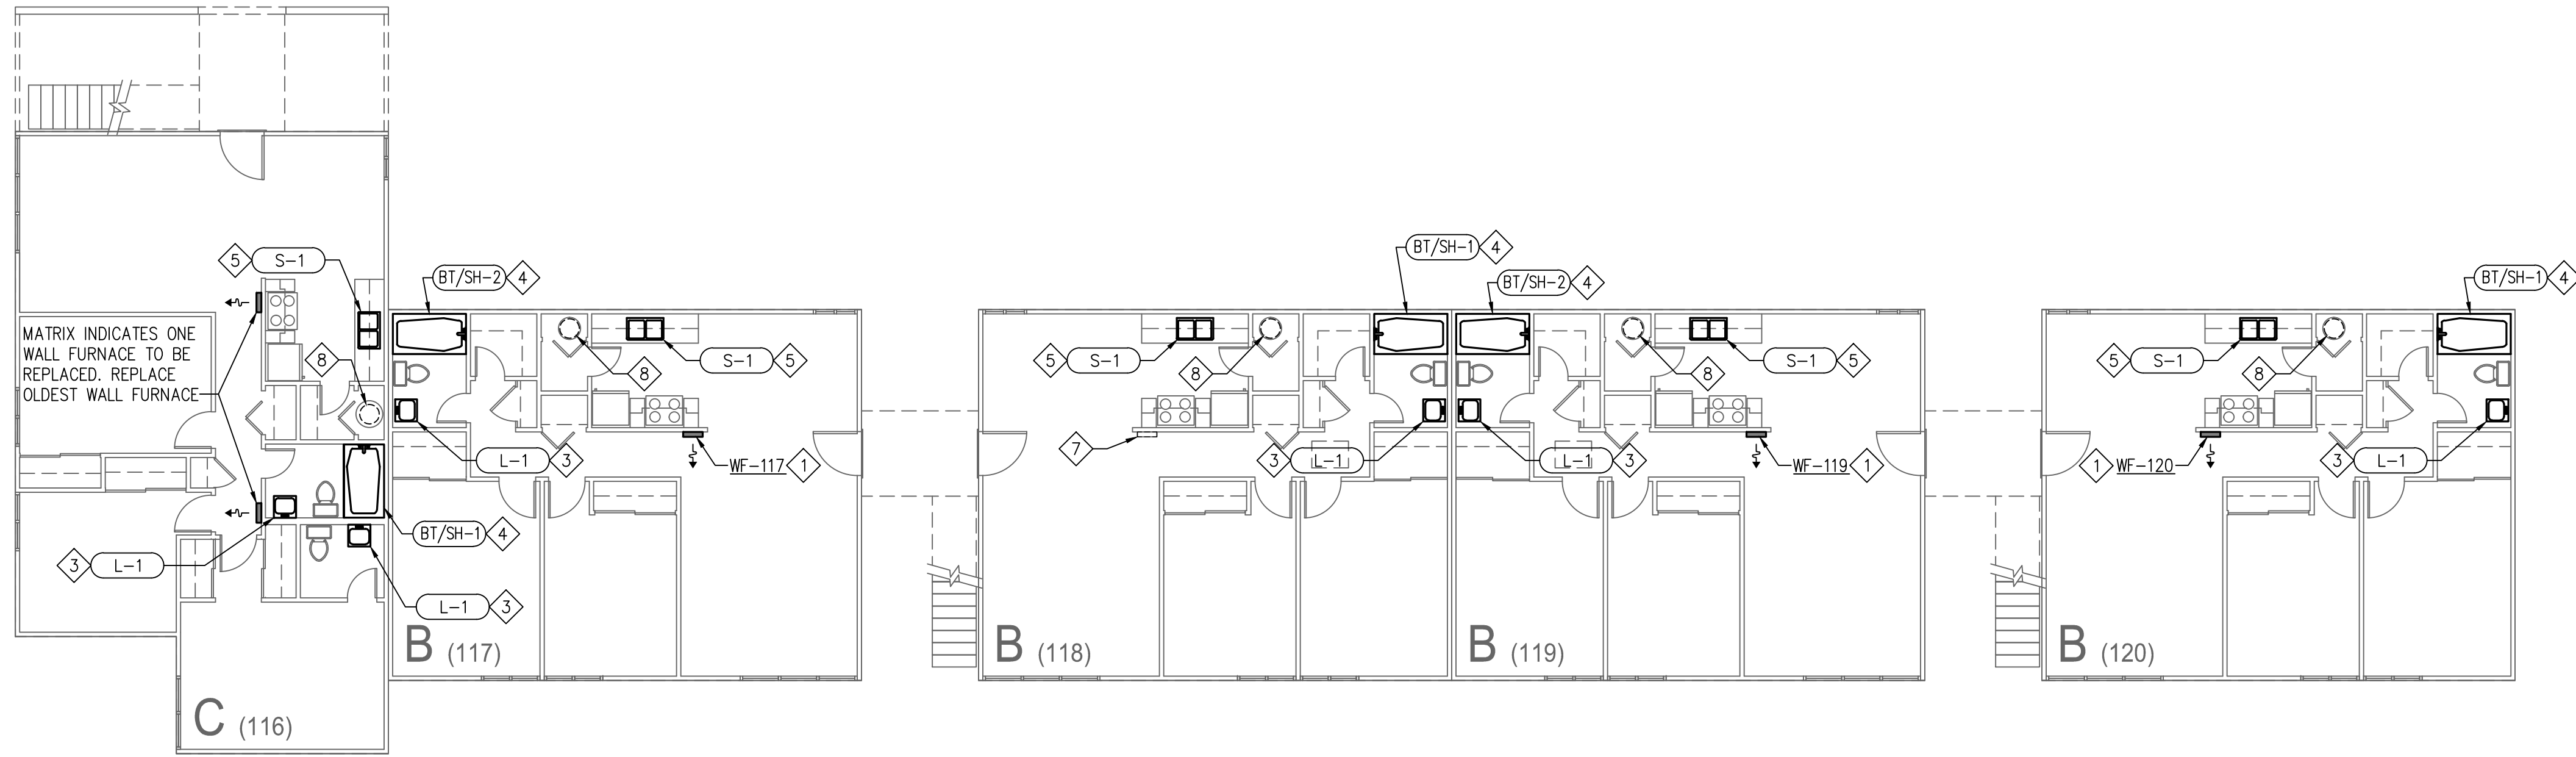 5 S-1
BT/SH-2 4
MATRIX INDICATES ONE
WALL FURNACE TO BE
REPLACED. REPLACE
OLDEST WALL FURNACE
8
BT/SH-1 4
3 L-1
L-1 3
C (116)
S-1 5
8
L-1 3
WF-117 1
B (117)
BT/SH-1 4
5 S-1
8
7
3 L-1
B (118)
BT/SH-2 4
S-1 5
8
L-1 3
WF-119 1
B (119)
BT/SH-1 4
5 S-1
8
1 WF-120
3 L-1
B (120)